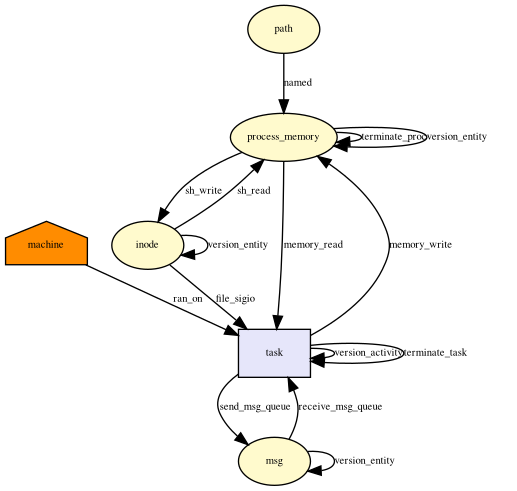 path
named
process_memory
version_entity
sh_write
sh_read
machine
inode
version_entity
memory_read
memory_write
ran_on
file_sigio
task
version_activity
terminate_task
send_msg_queue
receive_msg_queue
msg
version_entity